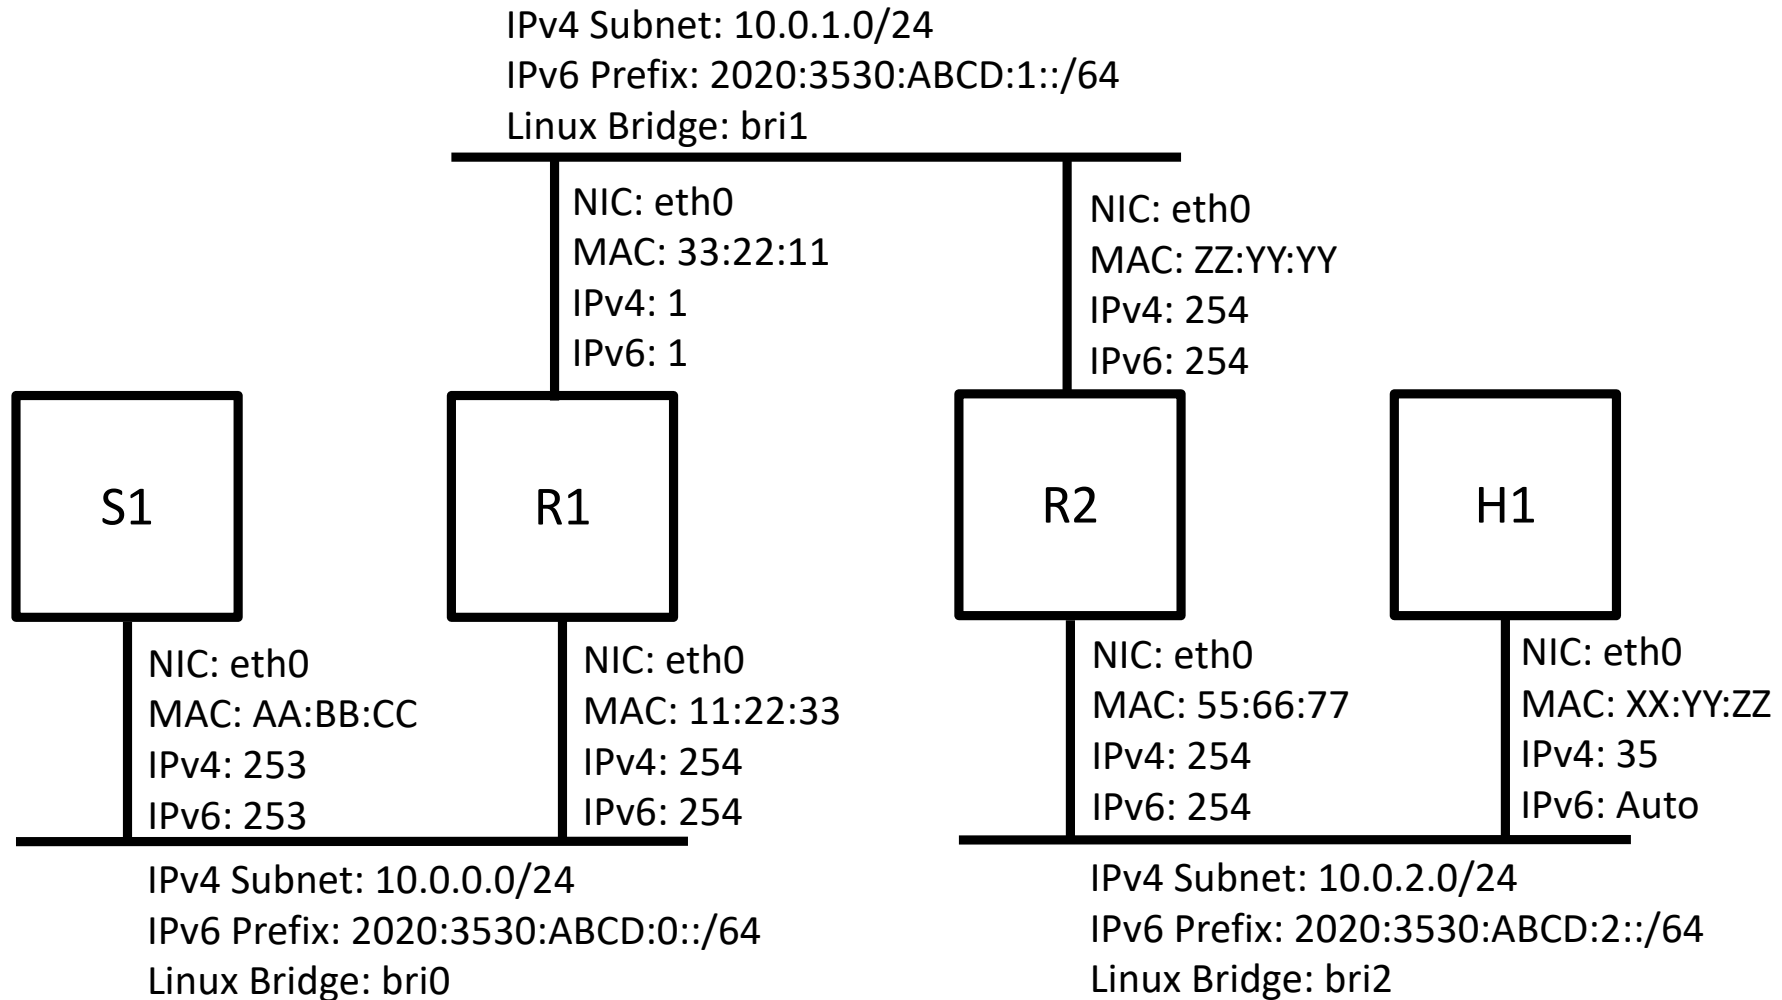 IPv4 Subnet: 10.0.1.0/24
IPv6 Prefix: 2020:3530:ABCD:1::/64
Linux Bridge: bri1
NIC: eth0
MAC: 33:22:11
IPv4: 1
IPv6: 1
NIC: eth0
MAC: ZZ:YY:YY
IPv4: 254
IPv6: 254
S1
R1
R2
H1
NIC: eth0
MAC: AA:BB:CC
IPv4: 253
IPv6: 253
NIC: eth0
MAC: 11:22:33
IPv4: 254
IPv6: 254
NIC: eth0
MAC: 55:66:77
IPv4: 254
IPv6: 254
NIC: eth0
MAC: XX:YY:ZZ
IPv4: 35
IPv6: Auto
IPv4 Subnet: 10.0.0.0/24
IPv6 Prefix: 2020:3530:ABCD:0::/64
Linux Bridge: bri0
IPv4 Subnet: 10.0.2.0/24
IPv6 Prefix: 2020:3530:ABCD:2::/64
Linux Bridge: bri2